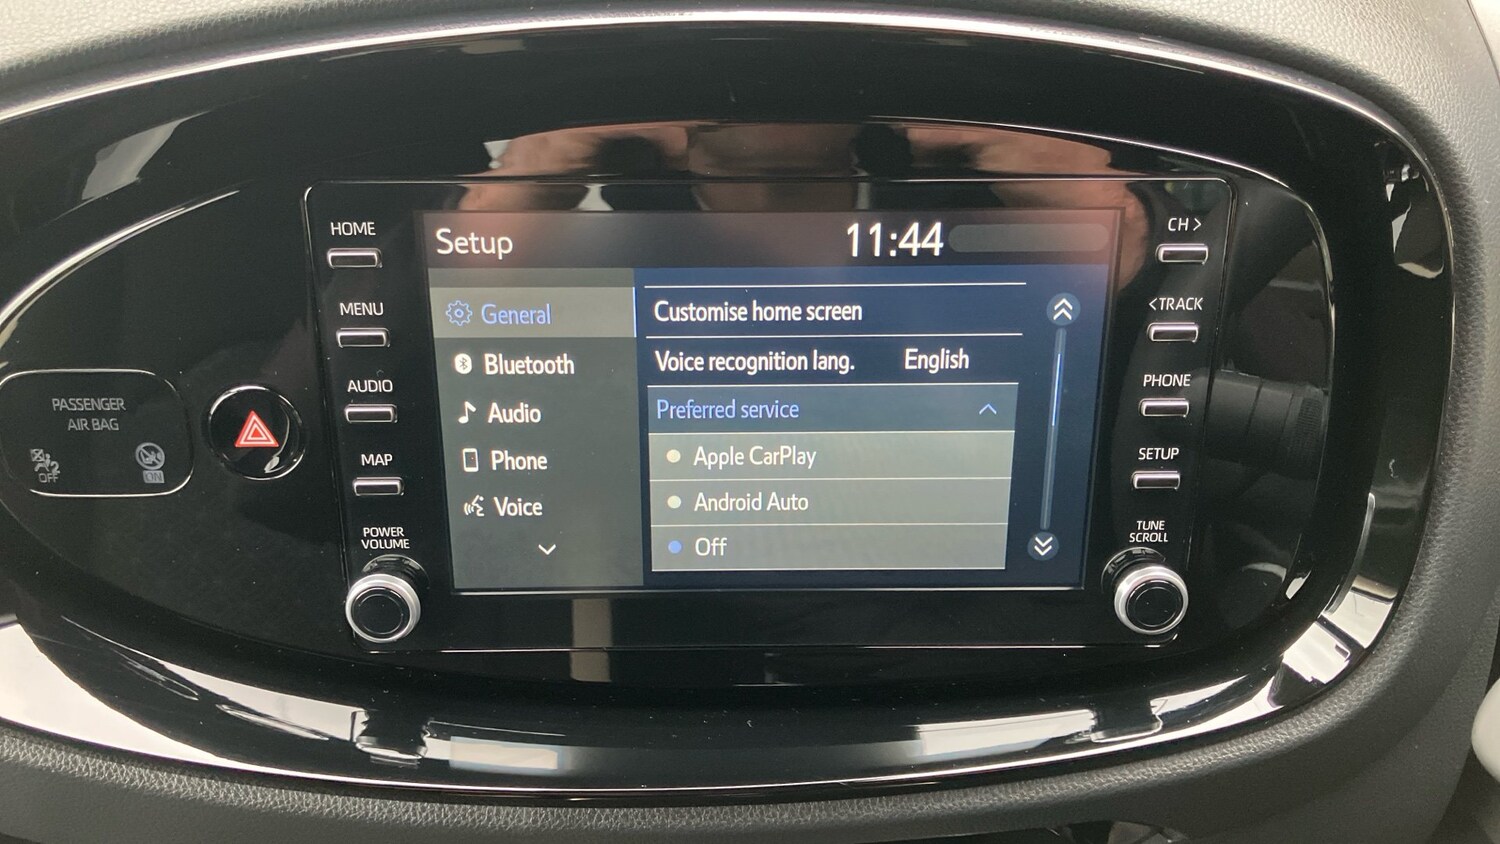 HOME
MENU
AUDIO
MAP
POWER
VOLUME
PASSENGER
AIR BAG
OFF
ON
Setup
11:44
General
Bluetooth
Audio
Phone
Voice
Customise home screen
Voice recognition lang. English
Preferred service
Apple CarPlay
Android Auto
Off
CH >
< TRACK
PHONE
SETUP
TUNE
SCROLL